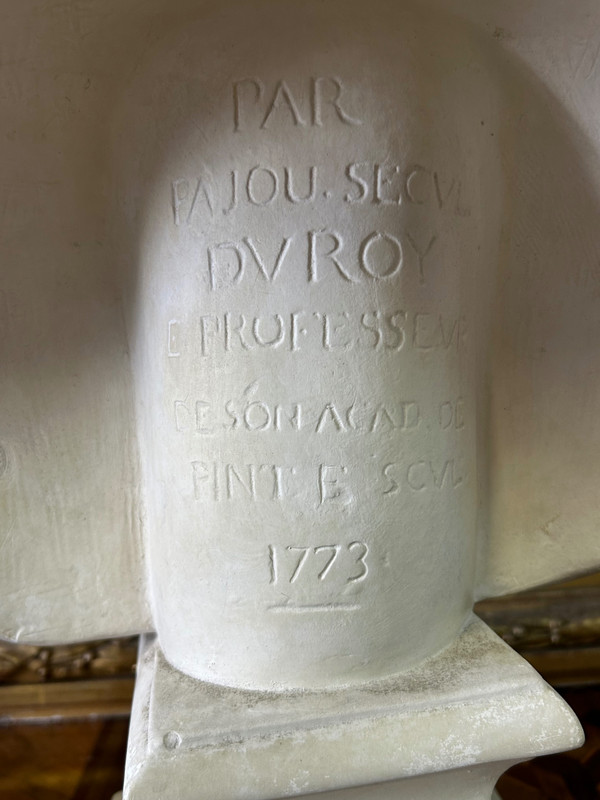 PAR
PAJOU. SECVL
DV ROY
E PROFESSEVR
DE SON ACAD. DE
PINT E SCVL
1773